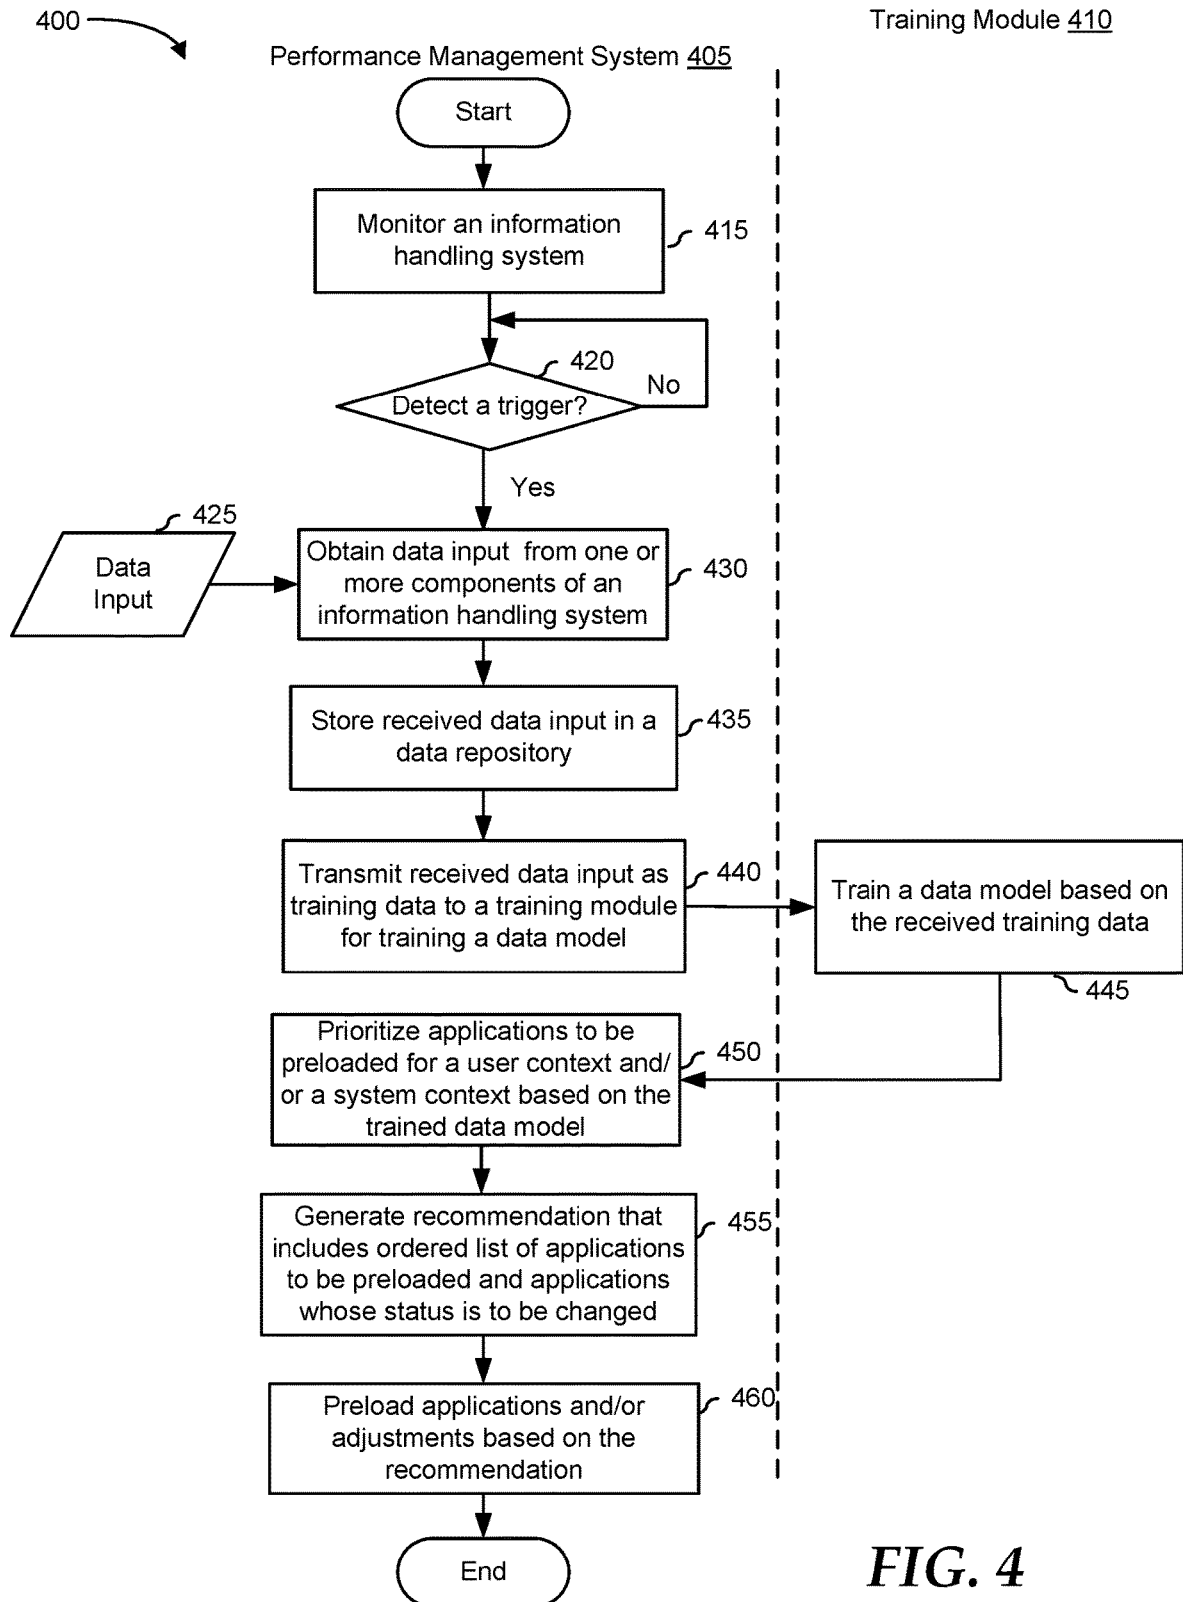 400
Training Module 410
Performance Management System 405
Start
Monitor an information
handling system
415
420
Detect a trigger?
No
Yes
425
Data
Input
Obtain data input from one or
more components of an
information handling system
430
Store received data input in a
data repository
435
Transmit received data input as
training data to a training module
for training a data model
440
Train a data model based on
the received training data
445
Prioritize applications to be
preloaded for a user context and/
or a system context based on the
trained data model
450
Generate recommendation that
includes ordered list of applications
to be preloaded and applications
whose status is to be changed
455
Preload applications and/or
adjustments based on the
recommendation
460
End
FIG. 4